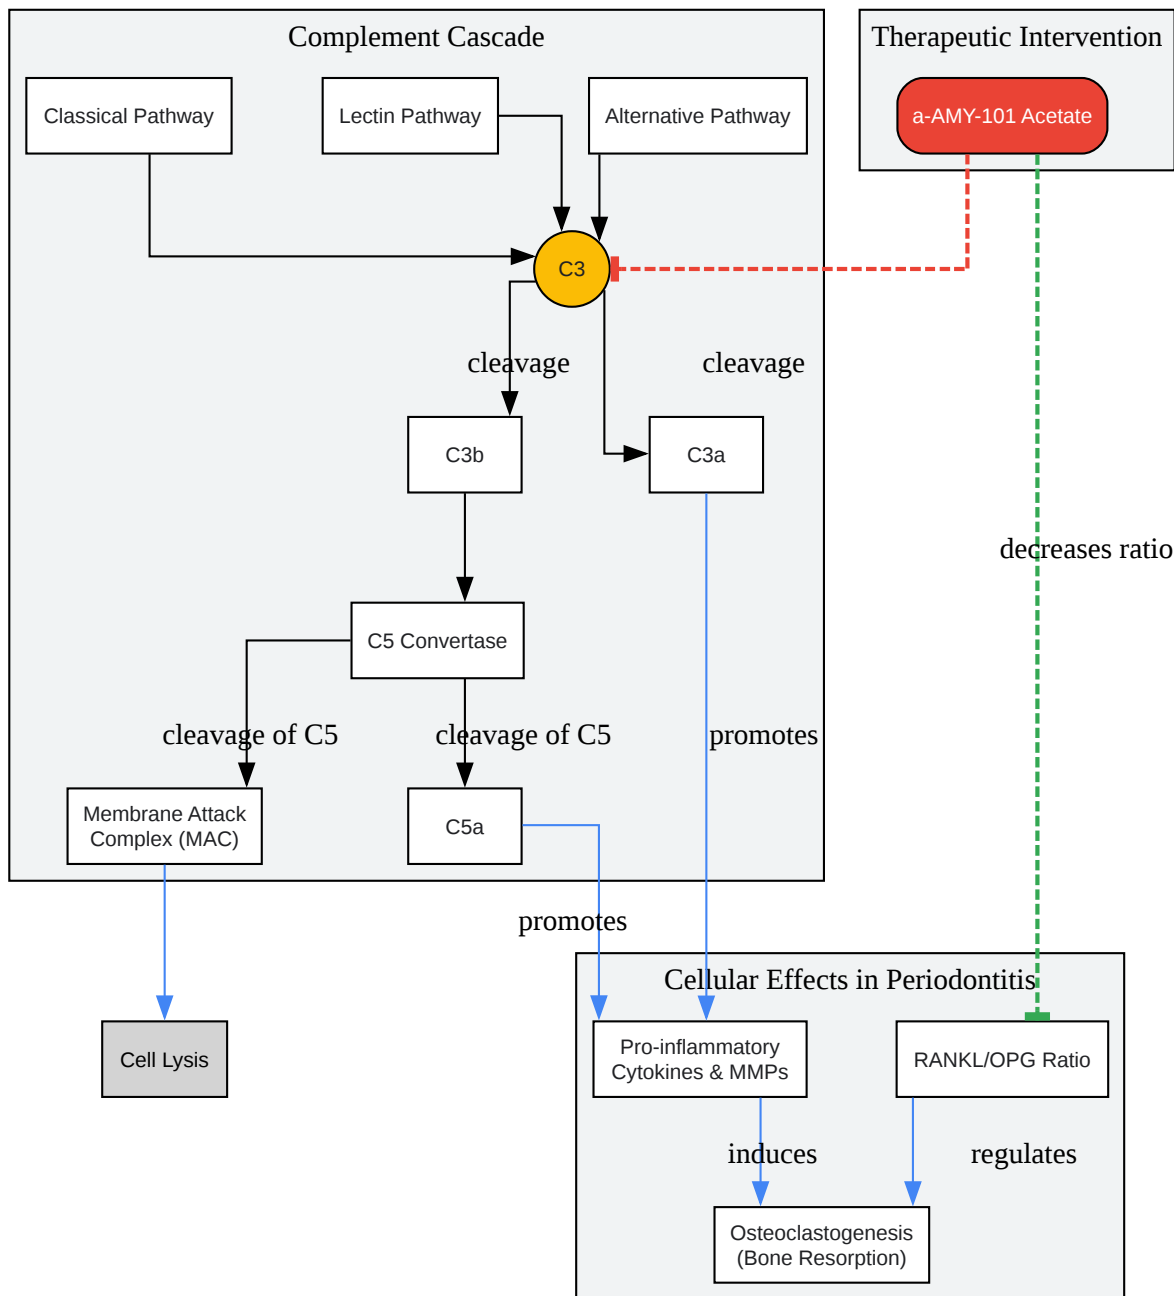 Complement Cascade
Therapeutic Intervention
Classical Pathway
Lectin Pathway
Alternative Pathway
a-AMY-101 Acetate
C3
cleavage
cleavage
C3b
C3a
decreases ratio
C5 Convertase
cleavage of C5
cleavage of C5
promotes
Membrane Attack
Complex (MAC)
C5a
promotes
Cellular Effects in Periodontitis
Cell Lysis
Pro-inflammatory
Cytokines & MMPs
RANKL/OPG Ratio
induces
regulates
Osteoclastogenesis
(Bone Resorption)